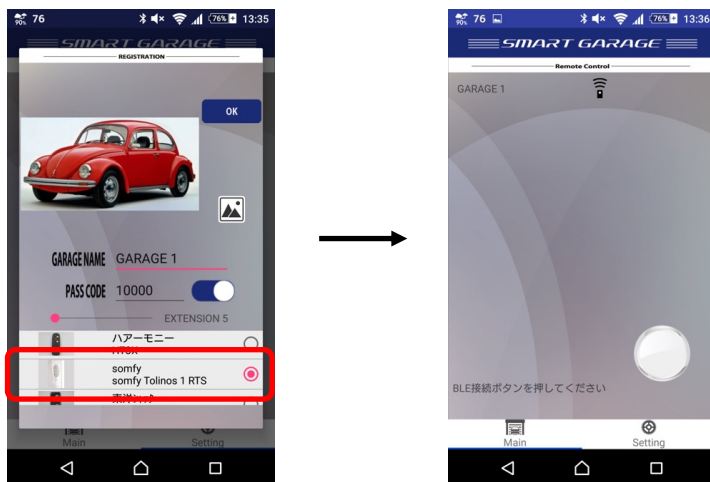 90% 76 76% 13:35
SMART GARAGE
REGISTRATION
OK
GARAGE NAME GARAGE 1
PASS CODE 10000
EXTENSION 5
ハアーモニー
somfy
somfy Tolinos 1 RTS
Main Setting
90% 76 76% 13:36
SMART GARAGE
Remote Control
GARAGE 1
BLE接続ボタンを押してください
Main Setting